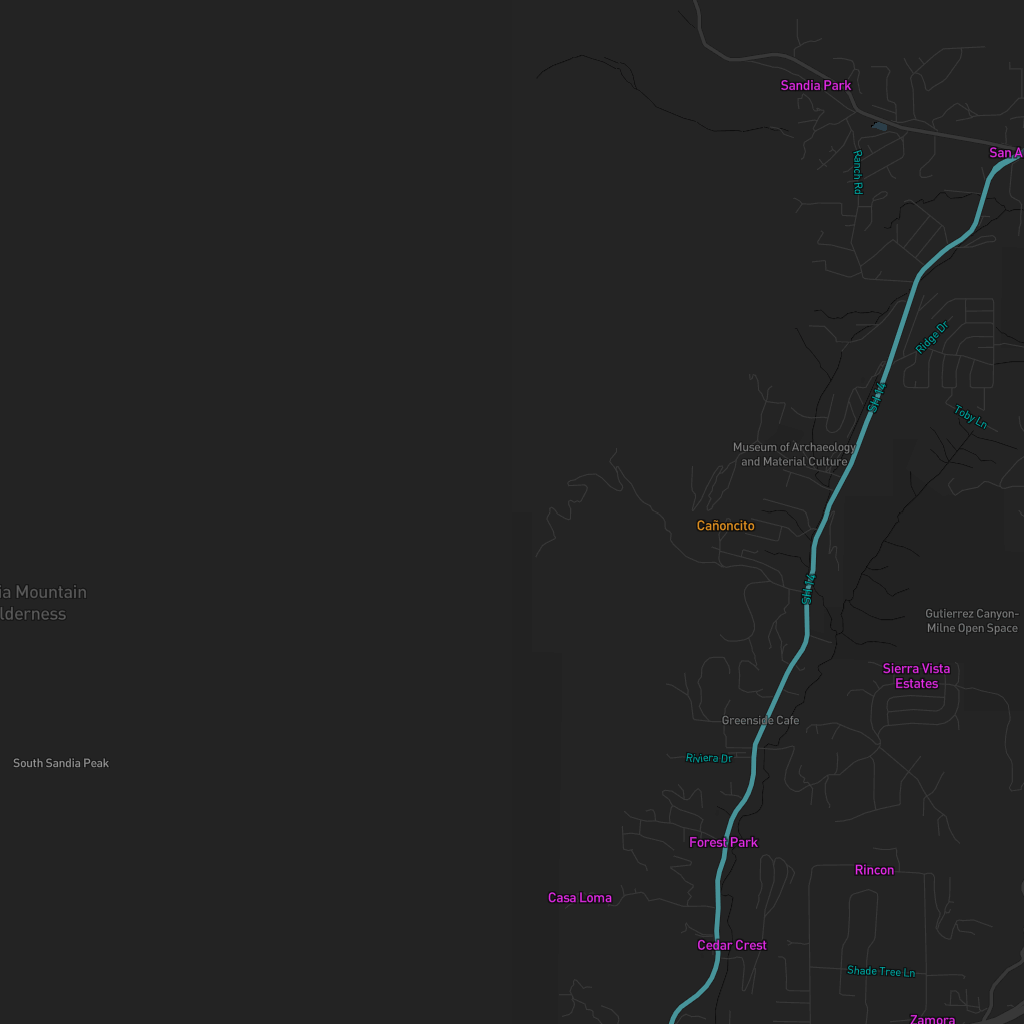 Sandia Park
San A
Ranch Rd
Ridge Dr
SH 14
Toby Ln
Museum of Archaeology
and Material Culture
Cañoncito
SH 14
ia Mountain
lderness
Gutierrez Canyon-
Milne Open Space
Sierra Vista
Estates
Greenside Cafe
South Sandia Peak
Riviera Dr
Forest Park
Rincon
Casa Loma
Cedar Crest
Shade Tree Ln
Zamora